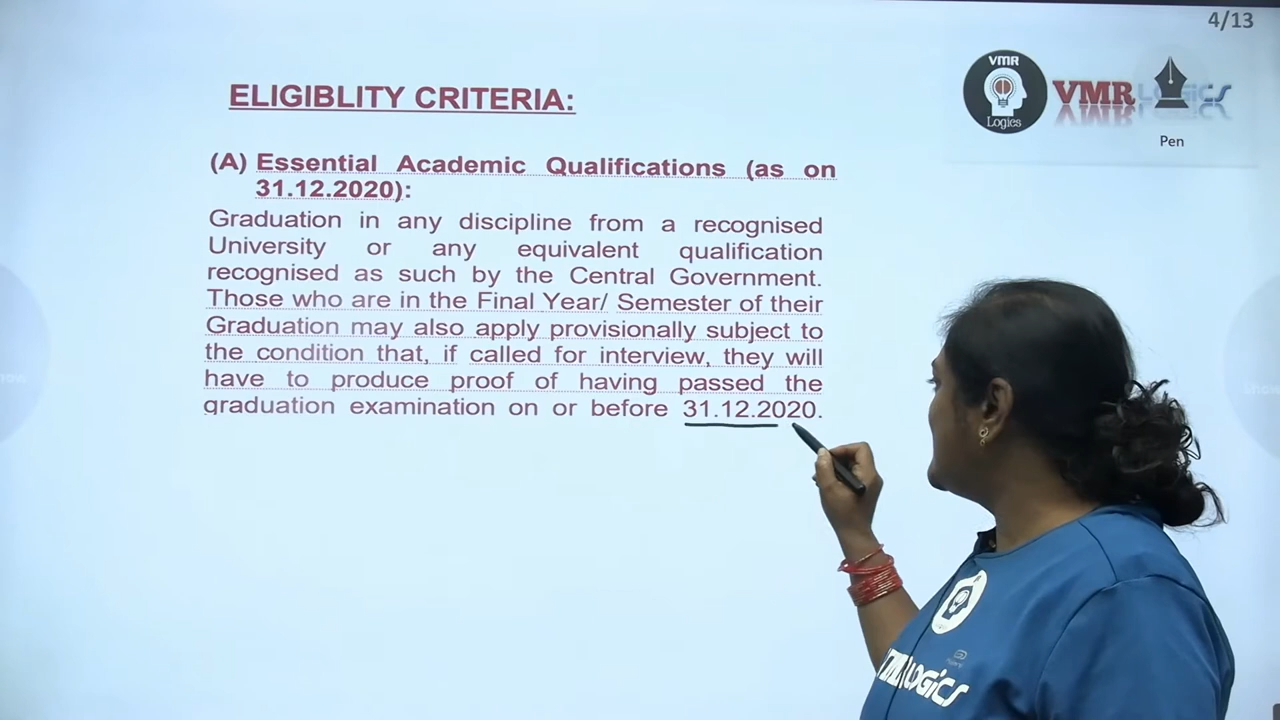 4/13
VMR
Logics
VMR LOGICS
Pen
ELIGIBLITY CRITERIA:
(A) Essential Academic Qualifications (as on
31.12.2020):
Graduation in any discipline from a recognised
University or any equivalent qualification
recognised as such by the Central Government.
Those who are in the Final Year/ Semester of their
Graduation may also apply provisionally subject to
the condition that, if called for interview, they will
have to produce proof of having passed the
graduation examination on or before 31.12.2020.
VMR LOGICS